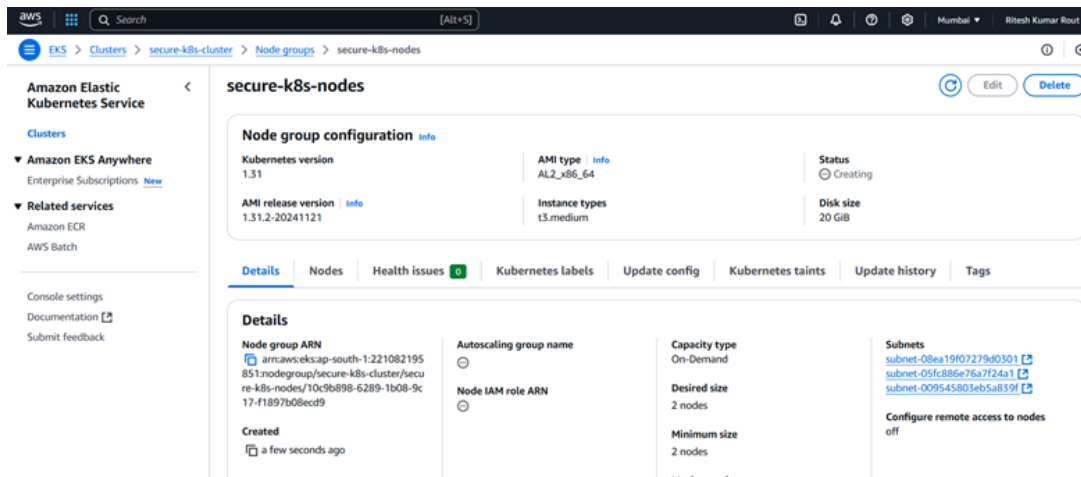 aws
Search
[Alt+S]
Mumbai ▼
Ritesh Kumar Rout
EKS > Clusters > secure-k8s-cluster > Node groups > secure-k8s-nodes
Amazon Elastic
Kubernetes Service
Clusters
Amazon EKS Anywhere
Enterprise Subscriptions New
Related services
Amazon ECR
AWS Batch
Console settings
Documentation
Submit feedback
secure-k8s-nodes
Edit
Delete
Node group configuration Info
Kubernetes version
1.31
AMI type | Info
AL2_x86_64
Status
Creating
AMI release version | Info
1.31.2-20241121
Instance types
t3.medium
Disk size
20 GiB
Details
Nodes
Health issues 0
Kubernetes labels
Update config
Kubernetes taints
Update history
Tags
Details
Node group ARN
arn:aws:eks:ap-south-1:221082195
851:nodegroup/secure-k8s-cluster/secu
re-k8s-nodes/10c9b898-6289-1b08-9c
17-f1897b08ecd9
Created
a few seconds ago
Autoscaling group name
Node IAM role ARN
Capacity type
On-Demand
Desired size
2 nodes
Minimum size
2 nodes
Subnets
subnet-08ea19f07279d0301
subnet-05fc886e76a7f24a1
subnet-009545803eb5a839f
Configure remote access to nodes
off